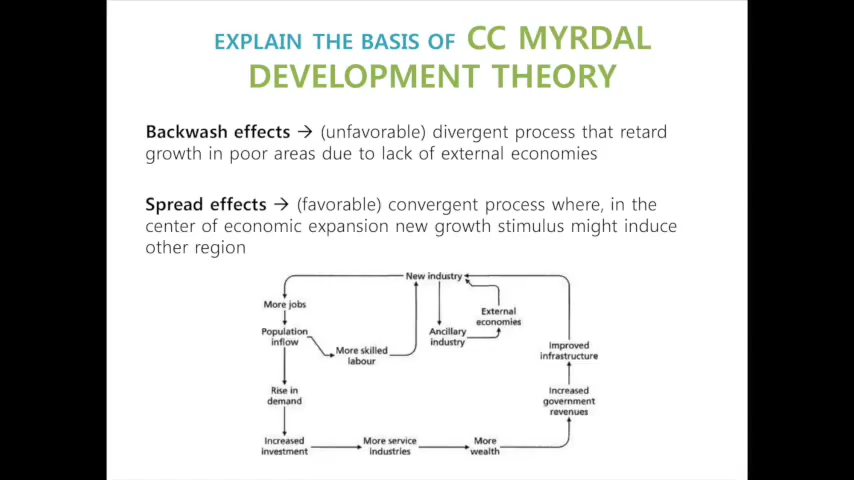 EXPLAIN THE BASIS OF CC MYRDAL
DEVELOPMENT THEORY
Backwash effects → (unfavorable) divergent process that retard
growth in poor areas due to lack of external economies
Spread effects → (favorable) convergent process where, in the
center of economic expansion new growth stimulus might induce
other region
New industry
More jobs
Population
inflow
More skilled
labour
Ancillary
industry
External
economies
Improved
infrastructure
Rise in
demand
Increased
government
revenues
Increased
investment
More service
industries
More
wealth